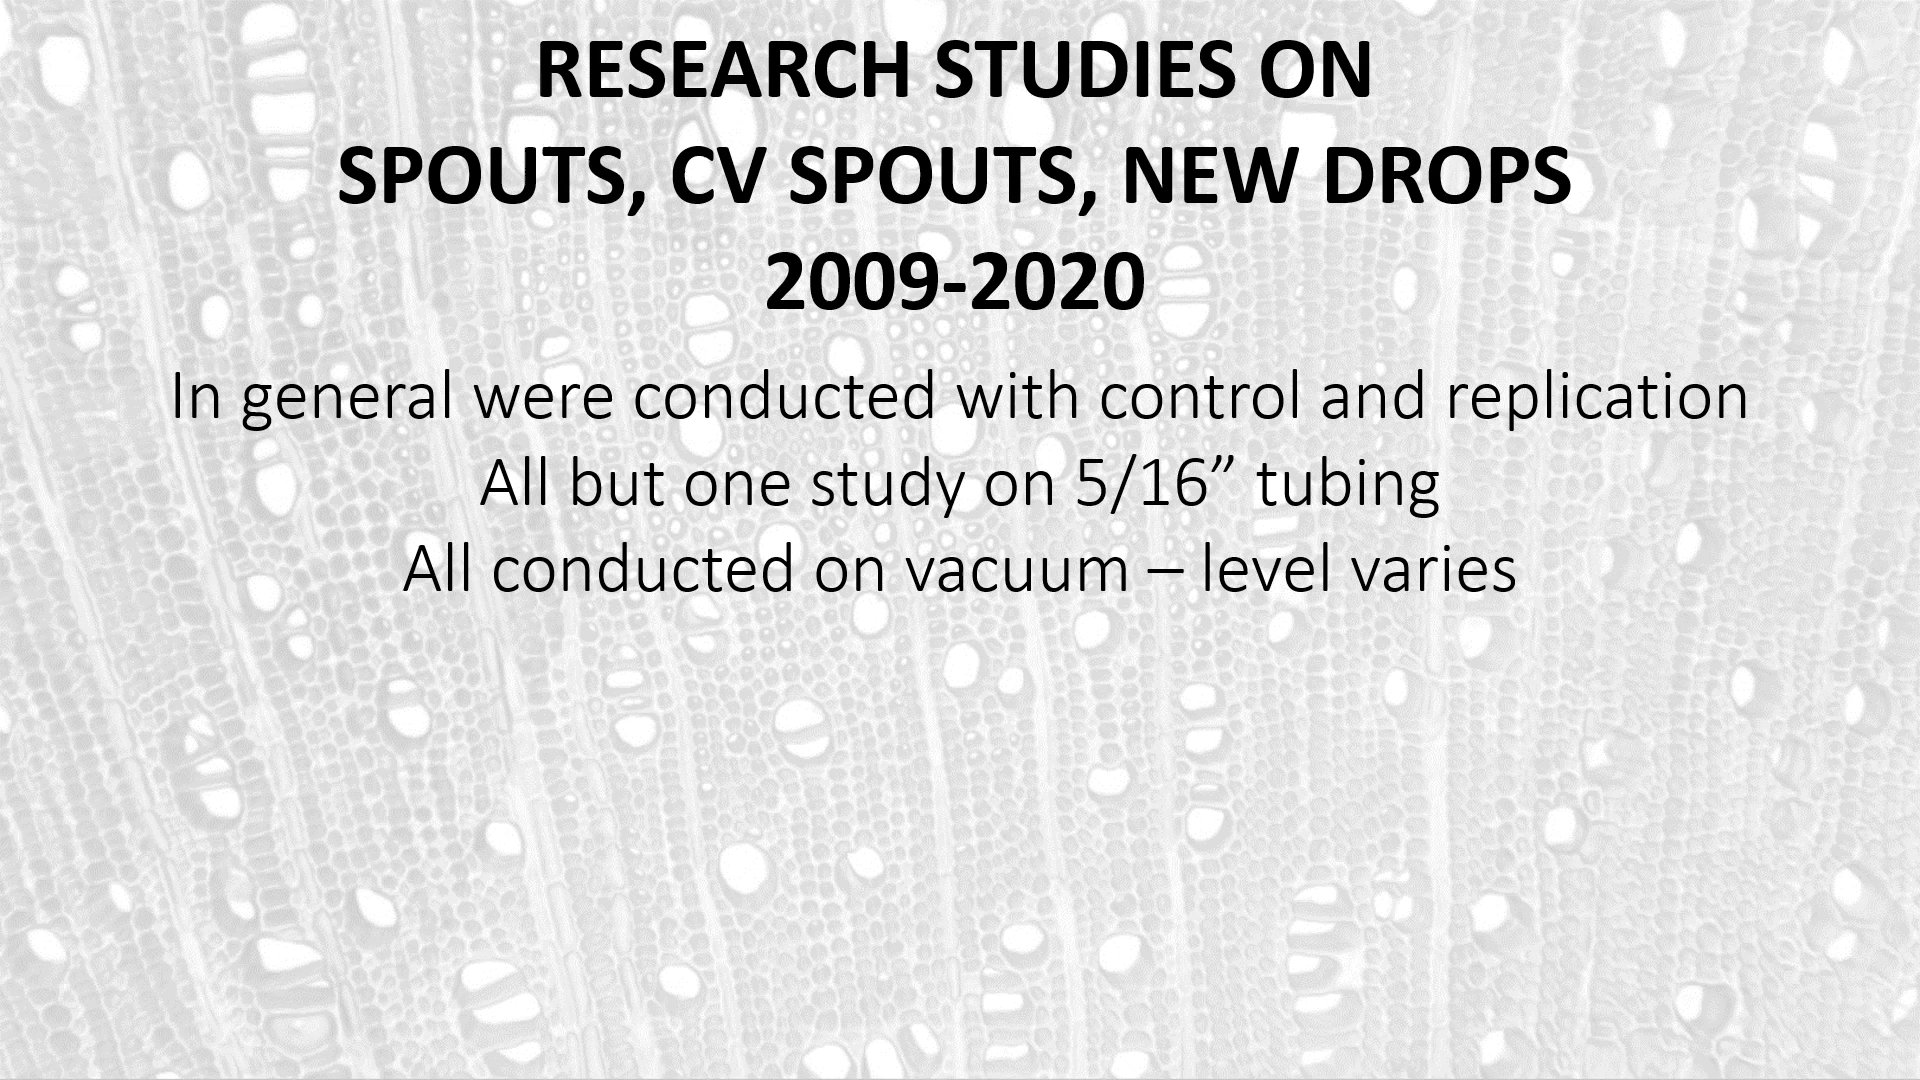 RESEARCH STUDIES ON
SPOUTS, CV SPOUTS, NEW DROPS
2009-2020
In general were conducted with control and replication
All but one study on 5/16” tubing
All conducted on vacuum – level varies